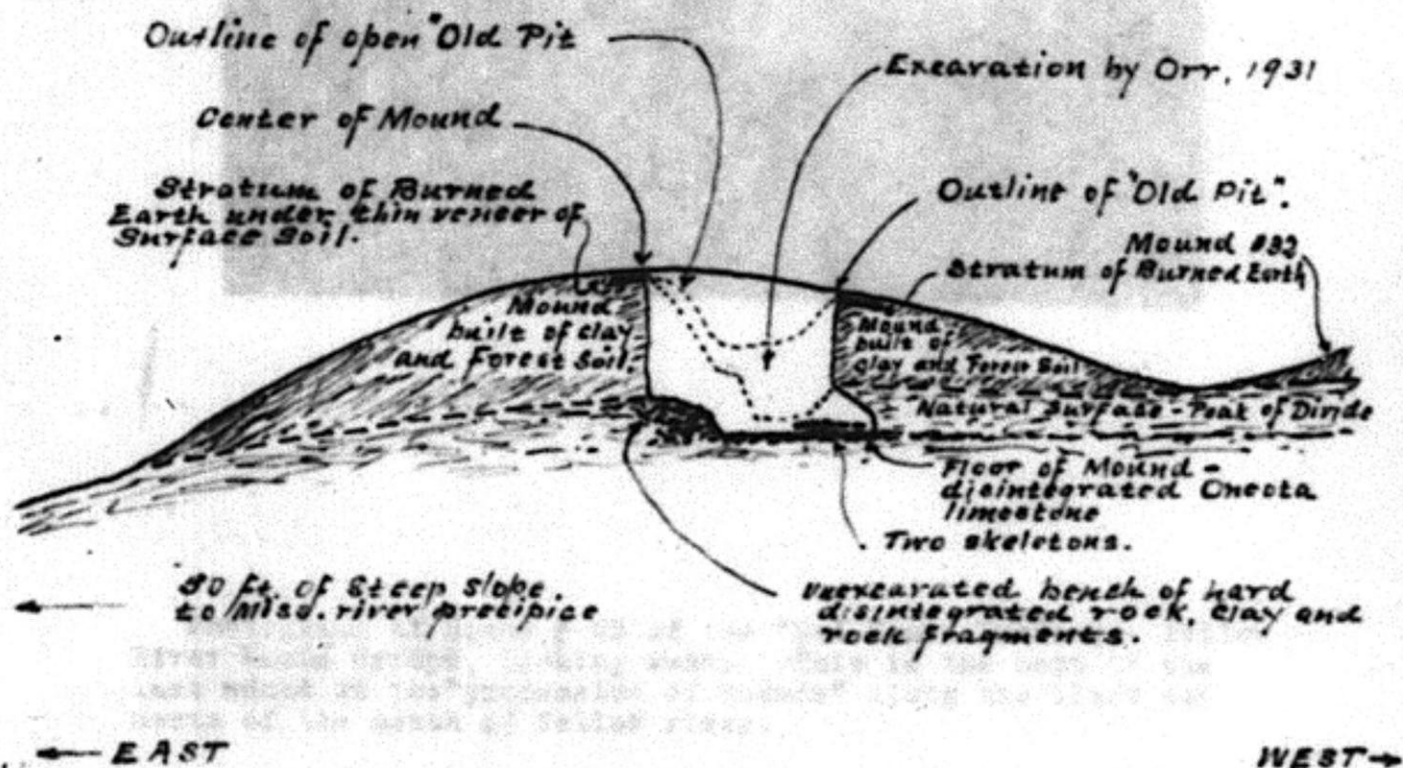 Outline of open "Old Pit
Excavation by Orr, 1931
Center of Mound
Stratum of Burned
Earth under thin veneer of
Surface Soil.
Outline of "Old Pit".
Mound #32
Stratum of Burned Earth
Mound
built of clay
and Forest Soil.
Mound
built of
clay and Forest Soil
Natural Surface - Peak of Divide
Floor of Mound -
disintegrated Oneota
limestone
Two skeletons.
Unexcavated bench of hard
disintegrated rock, clay and
rock fragments.
ft. of Steep Slope.
to river precipice
EAST
WEST